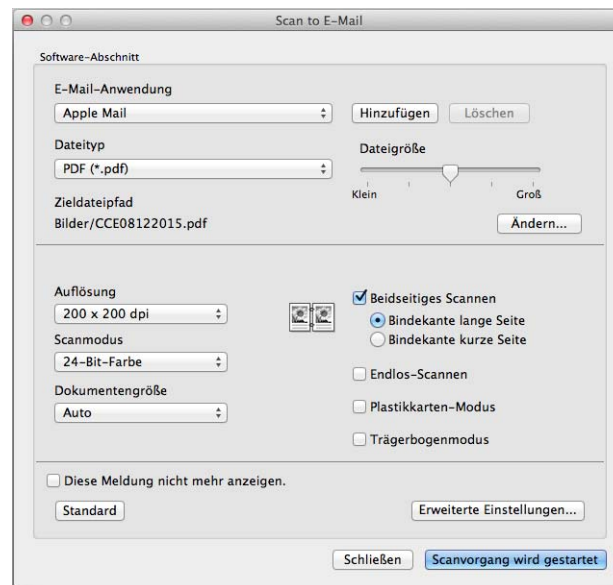 Scan to E-Mail
Software-Abschnitt
E-Mail-Anwendung
Apple Mail
Hinzufügen
Löschen
Dateityp
PDF (*.pdf)
Dateigröße
Klein
Groß
Zieldateipfad
Bilder/CCE08122015.pdf
Ändern...
Auflösung
200 x 200 dpi
Scanmodus
24-Bit-Farbe
Dokumentengröße
Auto
Beidseitiges Scannen
Bindekante lange Seite
Bindekante kurze Seite
Endlos-Scannen
Plastikkarten-Modus
Trägerbogenmodus
Diese Meldung nicht mehr anzeigen.
Standard
Erweiterte Einstellungen...
Schließen
Scanvorgang wird gestartet